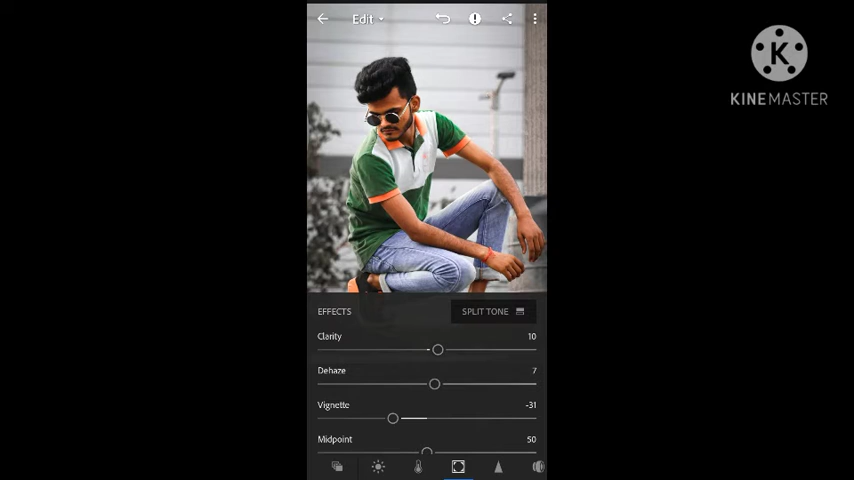 Edit
K
KINEMASTER
EFFECTS
SPLIT TONE
Clarity 10
Dehaze 7
Vignette -31
Midpoint 50